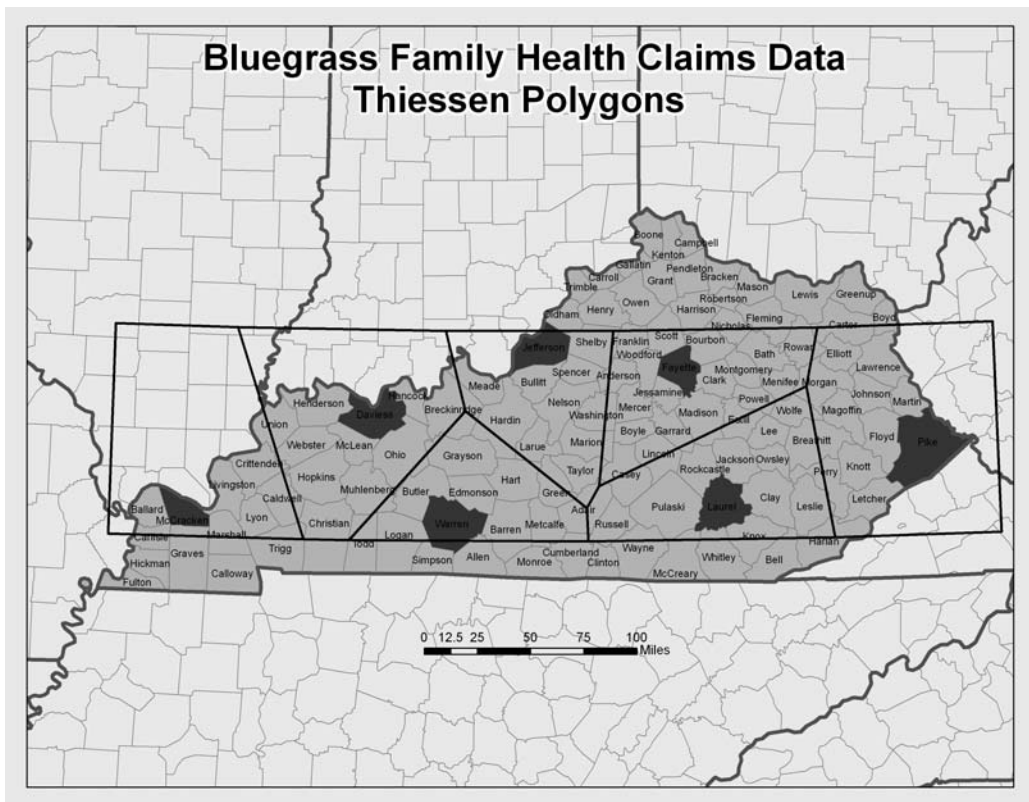 Bluegrass Family Health Claims Data
Thiessen Polygons
Boone
Campbell
Kenton
Gallatin
Pendleton
Carroll
Grant
Bracken
Trimble
Mason
Owen
Robertson
Lewis
Greenup
Oldham
Henry
Harrison
Fleming
Boyd
Nicholas
Carter
Jefferson
Shelby
Franklin
Scott
Bourbon
Woodford
Bath
Rowan
Elliott
Spencer
Anderson
Fayette
Montgomery
Lawrence
Meade
Bullitt
Clark
Menifee
Morgan
Henderson
Hancock
Jessamine
Johnson
Martin
Daviess
Breckinridge
Nelson
Mercer
Madison
Powell
Wolfe
Magoffin
Union
Hardin
Washington
Boyle
Garrard
Estill
Lee
Breathitt
Floyd
Pike
Webster
McLean
Ohio
Larue
Marion
Lincoln
Jackson
Owsley
Crittenden
Grayson
Taylor
Casey
Rockcastle
Perry
Knott
Livingston
Hopkins
Hart
Muhlenberg
Butler
Edmonson
Green
Adair
Pulaski
Laurel
Clay
Leslie
Letcher
Caldwell
Ballard
McCracken
Lyon
Christian
Warren
Barren
Metcalfe
Russell
Carlisle
Marshall
Logan
Knox
Harlan
Graves
Trigg
Todd
Cumberland
Wayne
Hickman
Calloway
Simpson
Allen
Monroe
Clinton
Whitley
Bell
Fulton
McCreary
0 12.5 25 50 75 100
Miles